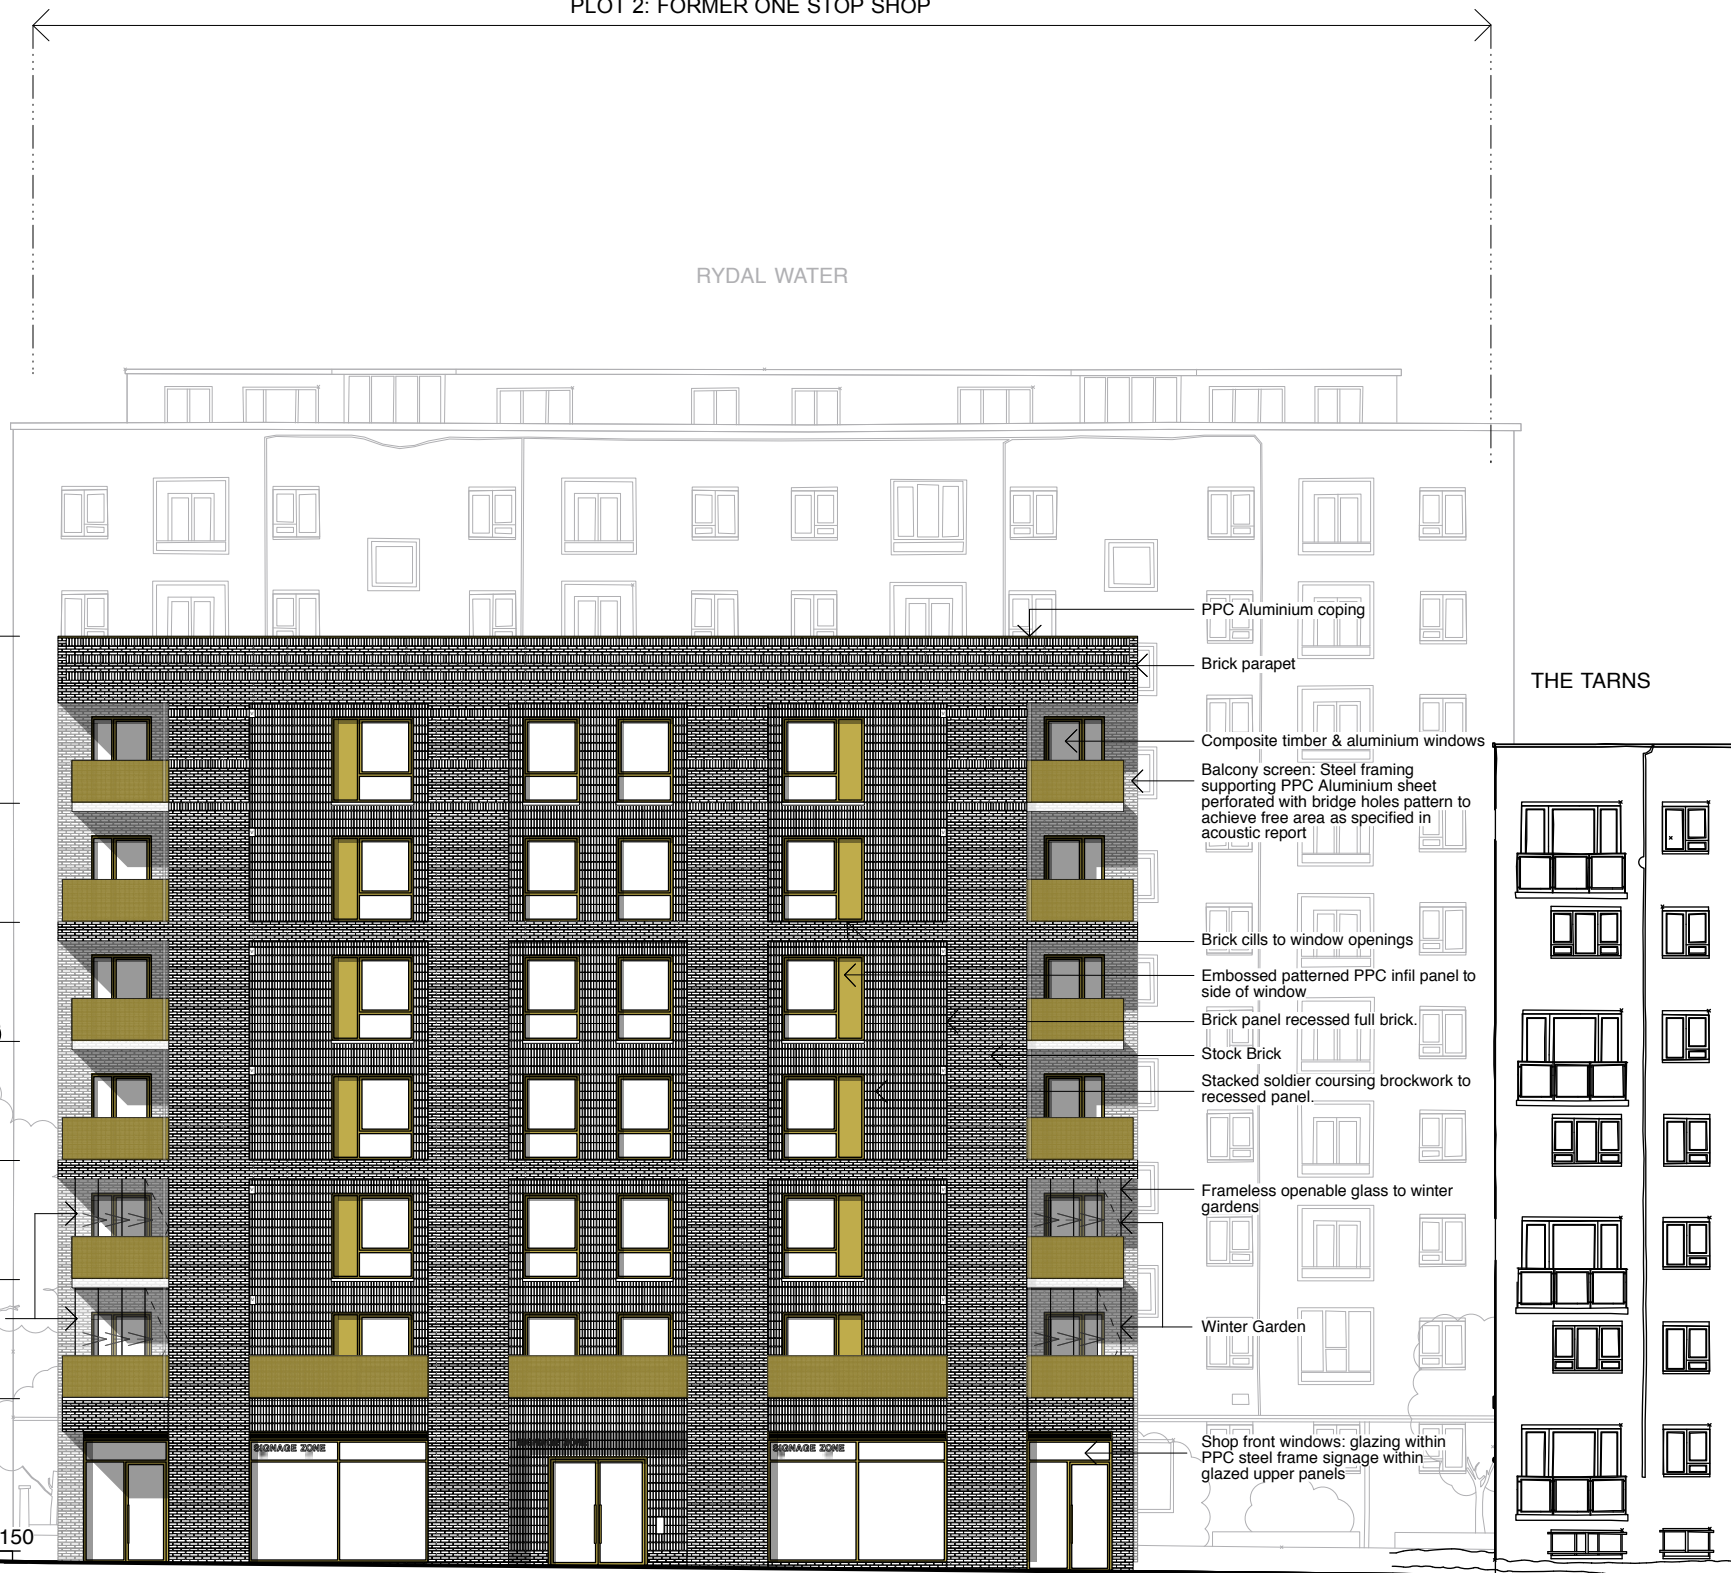 PLOT 2: FORMER ONE STOP SHOP
RYDAL WATER
PPC Aluminium coping
Brick parapet
THE TARNS
Composite timber & aluminium windows
Balcony screen: Steel framing
supporting PPC Aluminium sheet
perforated with bridge holes pattern to
achieve free area as specified in
acoustic report
Brick cills to window openings
Embossed patterned PPC infil panel to
side of window
Brick panel recessed full brick.
Stock Brick
Stacked soldier coursing brockwork to
recessed panel.
Frameless openable glass to winter
gardens
Winter Garden
Shop front windows: glazing within
PPC steel frame signage within
glazed upper panels
SIGNAGE ZONE
SIGNAGE ZONE
150